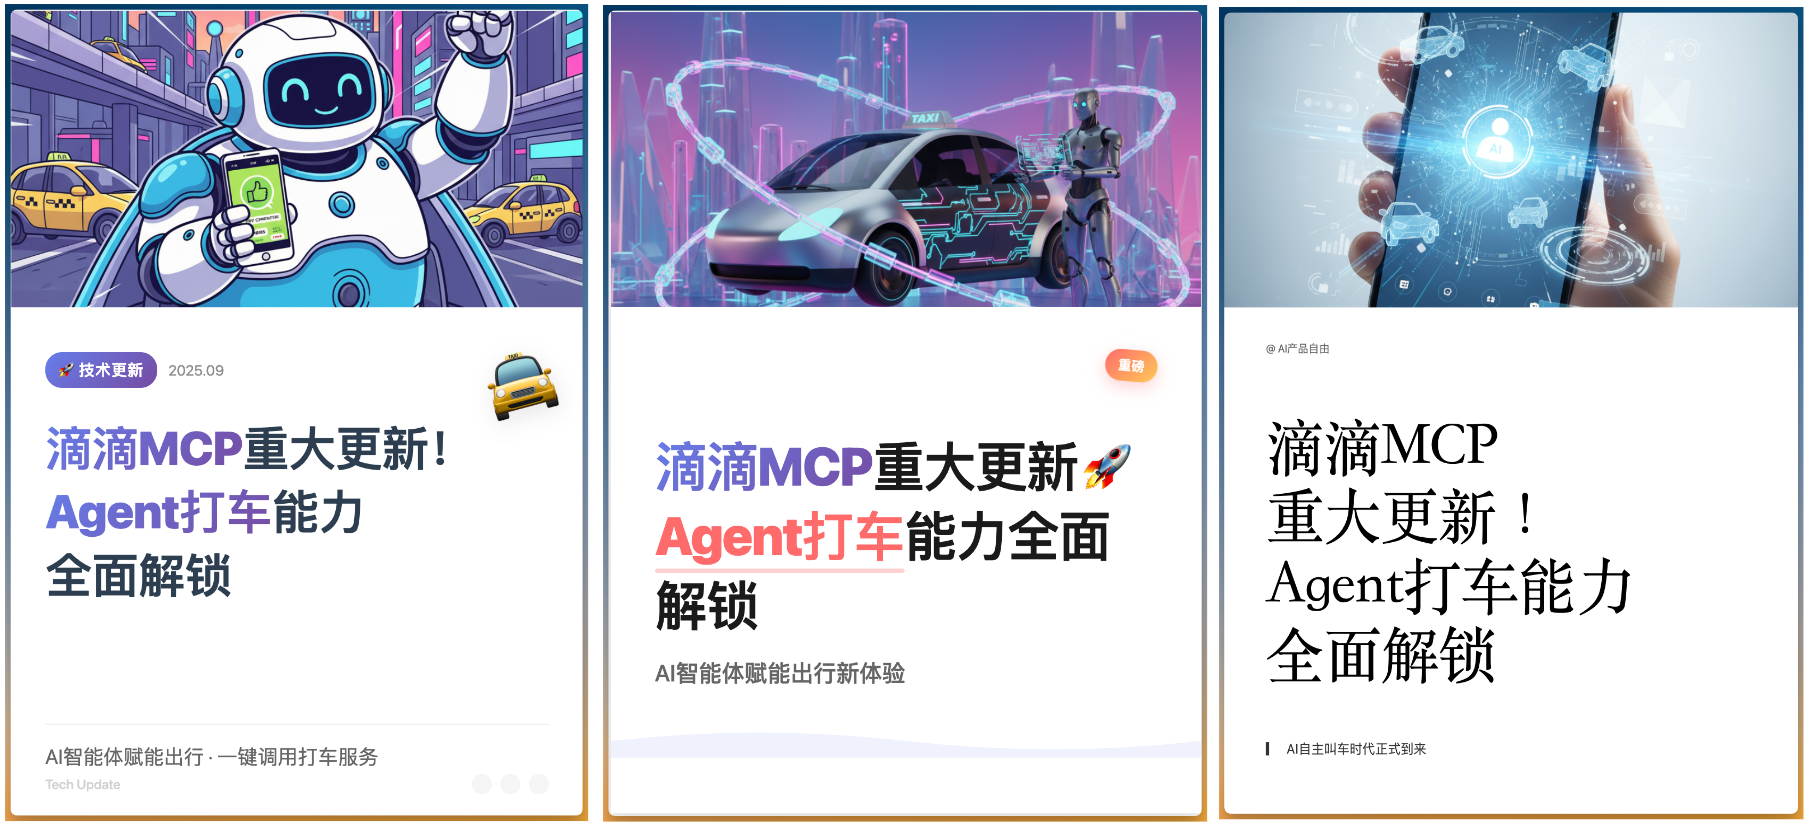 🚀 技术更新 2025.09
滴滴MCP重大更新!
Agent打车能力
全面解锁
AI智能体赋能出行 · 一键调用打车服务
Tech Update
TAXI
重磅
滴滴MCP重大更新🚀
Agent打车能力全面
解锁
AI智能体赋能出行新体验
AI
@ AI产品自由
滴滴MCP
重大更新！
Agent打车能力
全面解锁
AI自主叫车时代正式到来